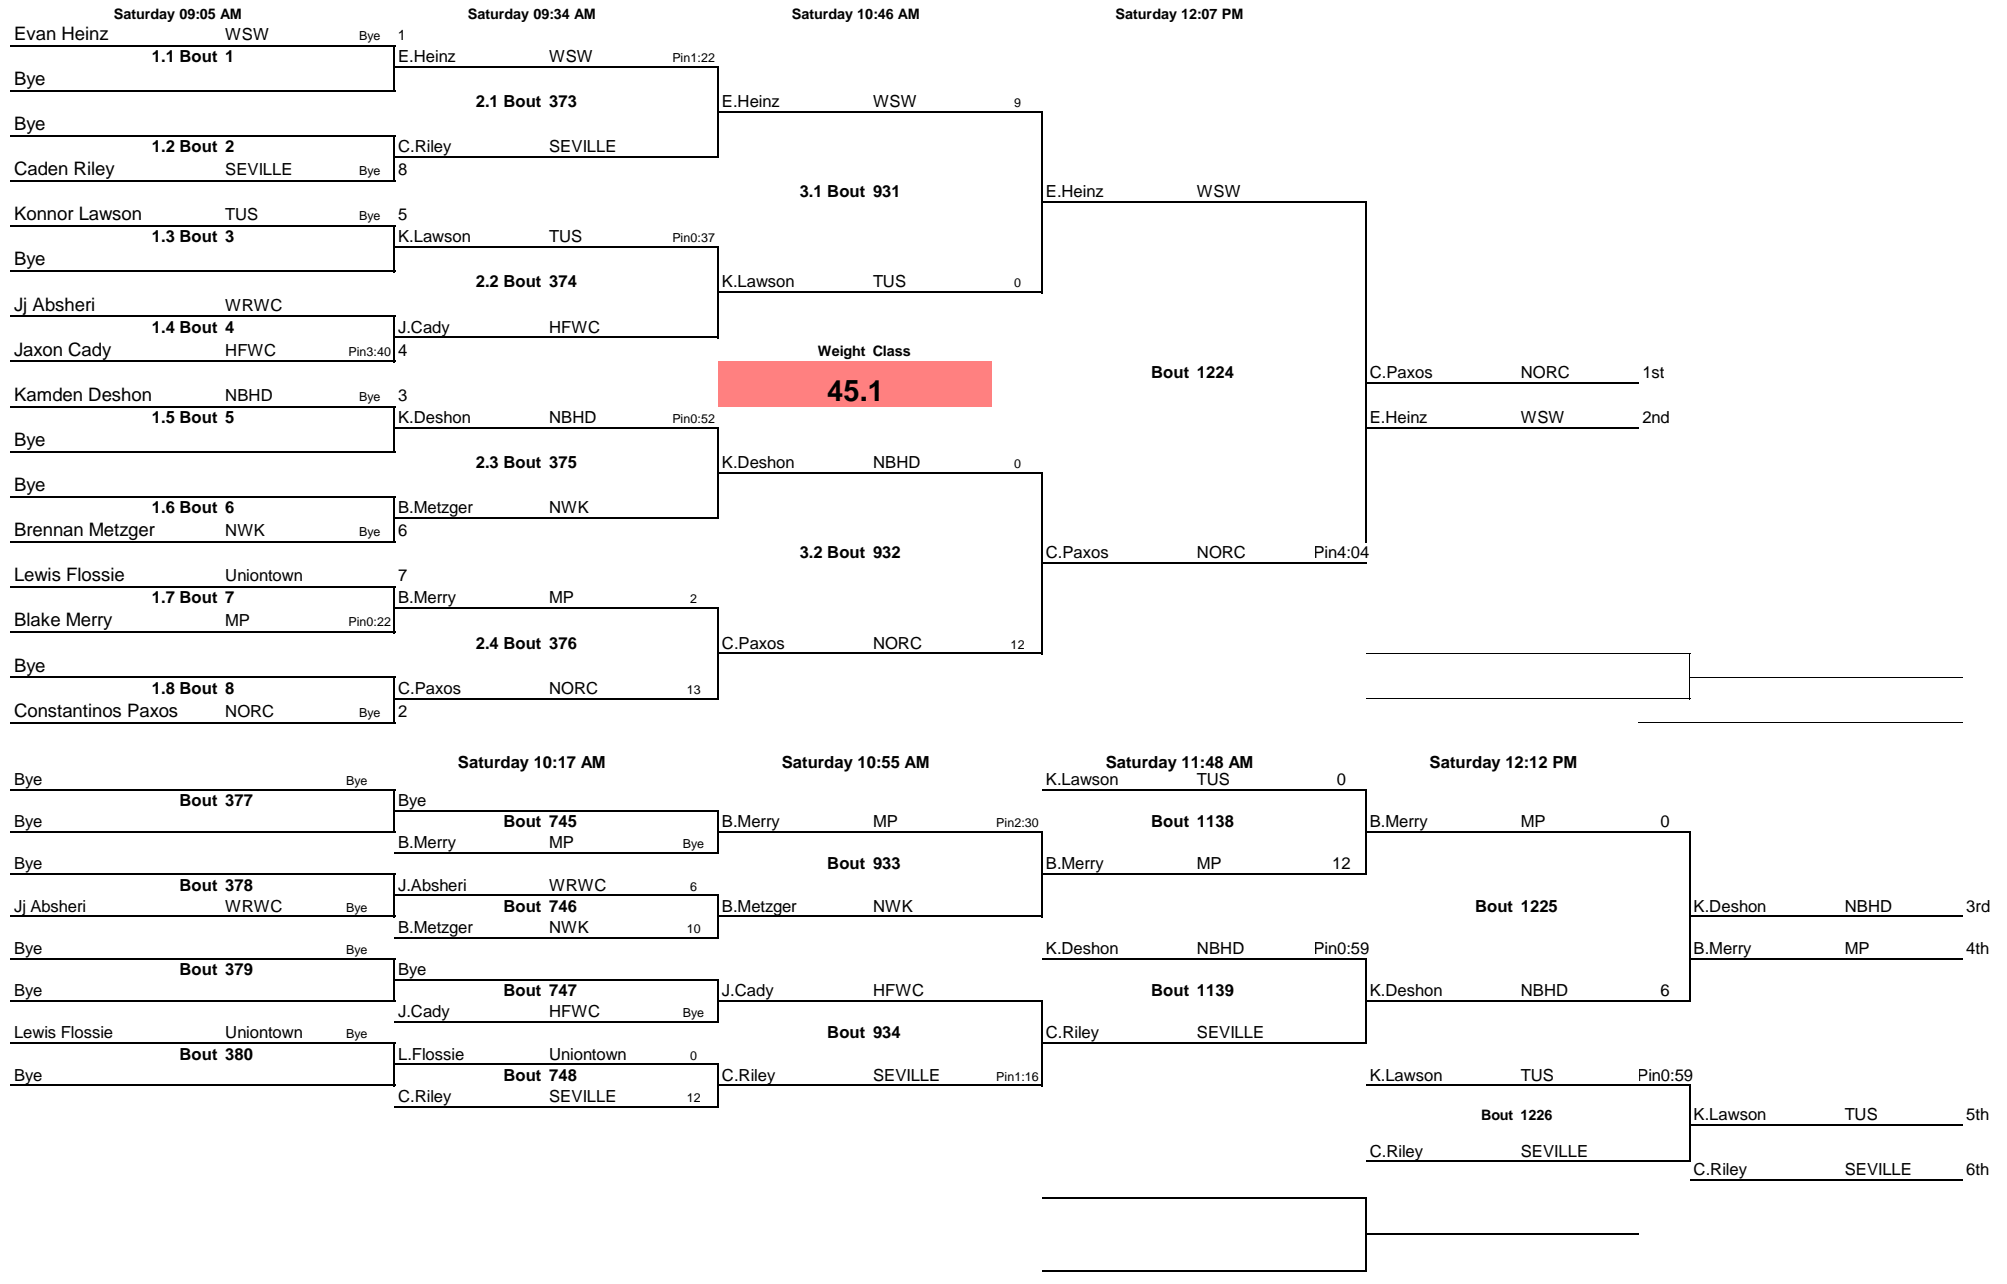 Saturday 09:05 AM Saturday 09:34 AM Saturday 10:46 AM Saturday 12:07 PM
Evan Heinz WSW Bye 1
1.1 Bout 1 E.Heinz WSW Pin1:22
Bye
2.1 Bout 373 E.Heinz WSW 9
Bye
1.2 Bout 2 C.Riley SEVILLE
Caden Riley SEVILLE Bye 8
3.1 Bout 931 E.Heinz WSW
Konnor Lawson TUS Bye 5
1.3 Bout 3 K.Lawson TUS Pin0:37
Bye
2.2 Bout 374 K.Lawson TUS 0
Jj Absheri WRWC
1.4 Bout 4 J.Cady HFWC
Jaxon Cady HFWC Pin3:40 4 Weight Class
Bout 1224 C.Paxos NORC 1st
Kamden Deshon NBHD Bye 3 45.1
1.5 Bout 5 K.Deshon NBHD Pin0:52 E.Heinz WSW 2nd
Bye
2.3 Bout 375 K.Deshon NBHD 0
Bye
1.6 Bout 6 B.Metzger NWK
Brennan Metzger NWK Bye 6
3.2 Bout 932 C.Paxos NORC Pin4:04
Lewis Flossie Uniontown 7
1.7 Bout 7 B.Merry MP 2
Blake Merry MP Pin0:22
2.4 Bout 376 C.Paxos NORC 12
Bye
1.8 Bout 8 C.Paxos NORC 13
Constantinos Paxos NORC Bye 2
Saturday 10:17 AM Saturday 10:55 AM Saturday 11:48 AM Saturday 12:12 PM
Bye Bye K.Lawson TUS 0
Bout 377 Bye
Bye Bout 745 B.Merry MP Pin2:30 Bout 1138 B.Merry MP 0
B.Merry MP Bye
Bye Bout 933 B.Merry MP 12
Bout 378 J.Absheri WRWC 6
Jj Absheri WRWC Bye Bout 746 B.Metzger NWK Bout 1225 K.Deshon NBHD 3rd
B.Metzger NWK 10
Bye Bye K.Deshon NBHD Pin0:59 B.Merry MP 4th
Bout 379 Bye
Bye Bout 747 J.Cady HFWC Bout 1139 K.Deshon NBHD 6
J.Cady HFWC Bye
Lewis Flossie Uniontown Bye Bout 934 C.Riley SEVILLE
Bout 380 L.Flossie Uniontown 0
Bye Bout 748 C.Riley SEVILLE Pin1:16 K.Lawson TUS Pin0:59
C.Riley SEVILLE 12
Bout 1226 K.Lawson TUS 5th
C.Riley SEVILLE
C.Riley SEVILLE 6th